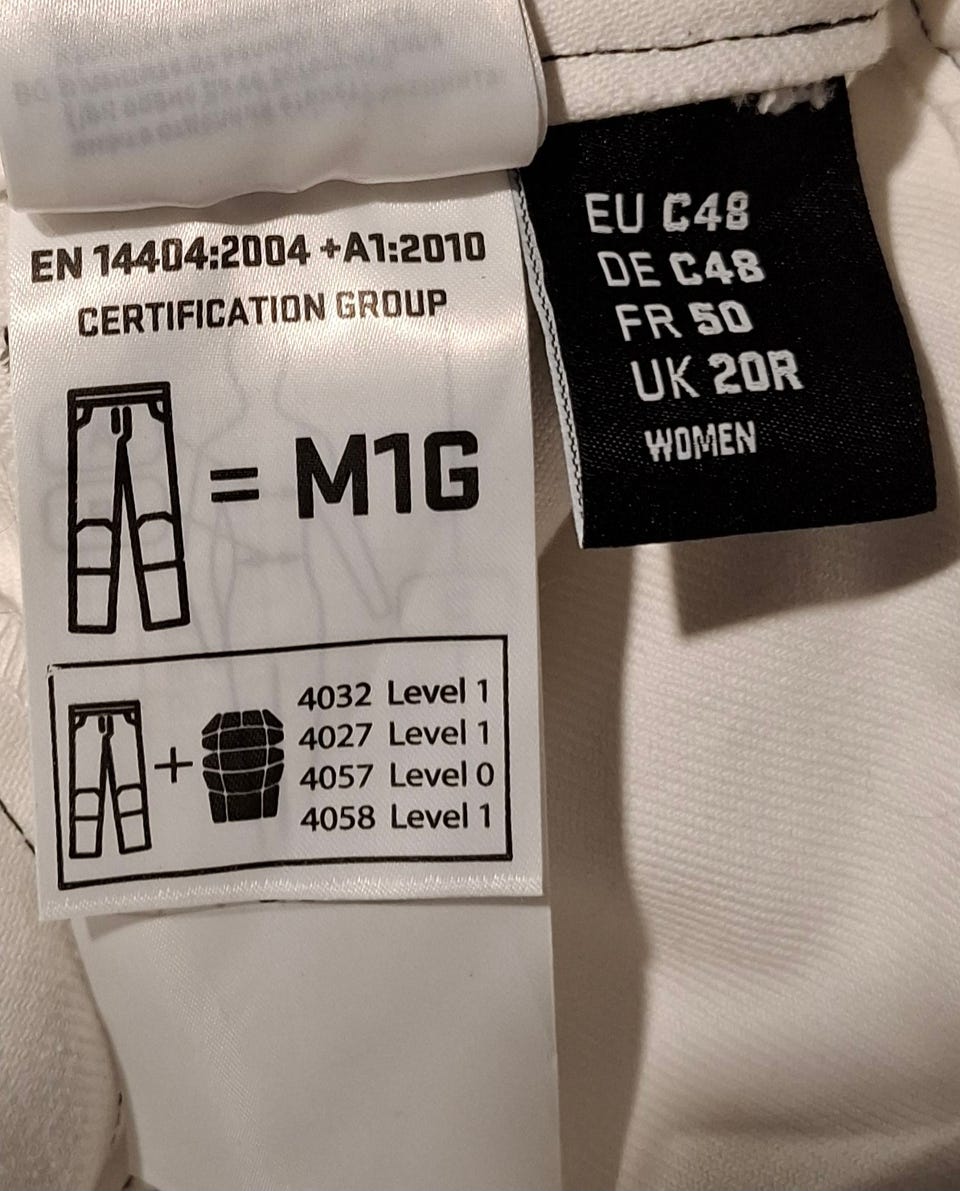 EN 14404:2004 +A1:2010
CERTIFICATION GROUP
= M1G
+
4032 Level 1
4027 Level 1
4057 Level 0
4058 Level 1
EU C48
DE C48
FR 50
UK 20R
WOMEN